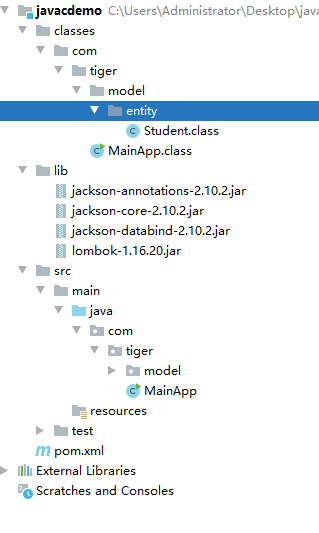 javacdemo C:\Users\Administrator\Desktop\java
classes
com
tiger
model
entity
Student.class
MainApp.class
lib
jackson-annotations-2.10.2.jar
jackson-core-2.10.2.jar
jackson-databind-2.10.2.jar
lombok-1.16.20.jar
src
main
java
com
tiger
model
MainApp
resources
test
pom.xml
External Libraries
Scratches and Consoles